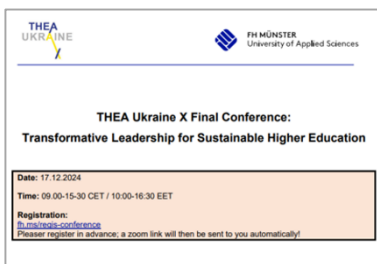 THEA
UKRAINE
X
FH MÜNSTER
University of Applied Sciences
THEA Ukraine X Final Conference:
Transformative Leadership for Sustainable Higher Education
Date: 17.12.2024
Time: 09.00-15-30 CET / 10:00-16:30 EET
Registration:
fh.ms/regis-conference
Pleaser register in advance; a zoom link will then be sent to you automatically!